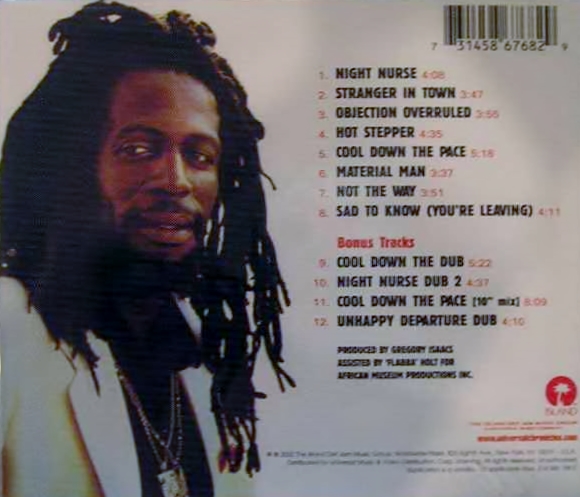 7 31458 67682 9
1. NIGHT NURSE 4:08
2. STRANGER IN TOWN 3:47
3. OBJECTION OVERRULED 3:55
4. HOT STEPPER 4:35
5. COOL DOWN THE PACE 5:18
6. MATERIAL MAN 3:37
7. NOT THE WAY 3:51
8. SAD TO KNOW (YOU'RE LEAVING) 4:11
Bonus Tracks
9. COOL DOWN THE DUB 5:22
10. NIGHT NURSE DUB 2 4:37
11. COOL DOWN THE PACE [10" mix] 8:09
12. UNHAPPY DEPARTURE DUB 4:10
PRODUCED BY GREGORY ISAACS
ASSISTED BY 'FLABBA' HOLT FOR
AFRICAN MUSEUM PRODUCTIONS INC.
ISLAND
www.universalchronicles.com